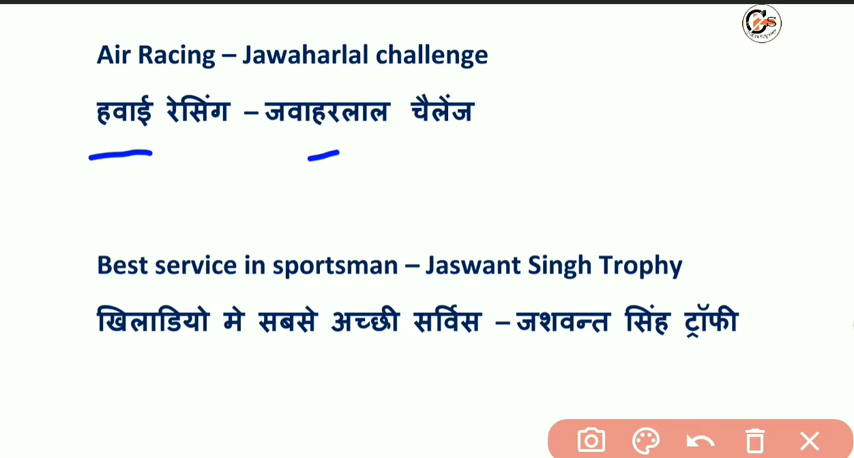 Air Racing – Jawaharlal challenge
हवाई रेसिंग – जवाहरलाल चैलेंज
Best service in sportsman – Jaswant Singh Trophy
खिलाडियो मे सबसे अच्छी सर्विस – जशवन्त सिंह ट्रॉफी